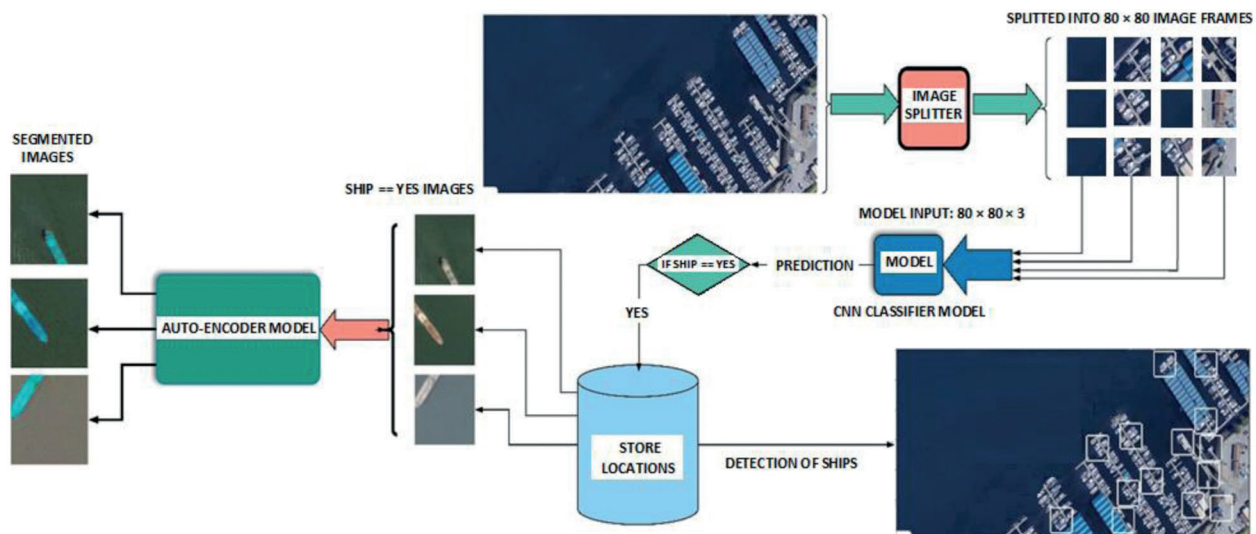 SPLITTED INTO 80 × 80 IMAGE FRAMES
IMAGE
SPLITTER
SEGMENTED
IMAGES
SHIP == YES IMAGES
MODEL INPUT: 80 × 80 × 3
IF SHIP == YES
PREDICTION
MODEL
CNN CLASSIFIER MODEL
YES
AUTO-ENCODER MODEL
STORE
LOCATIONS
DETECTION OF SHIPS